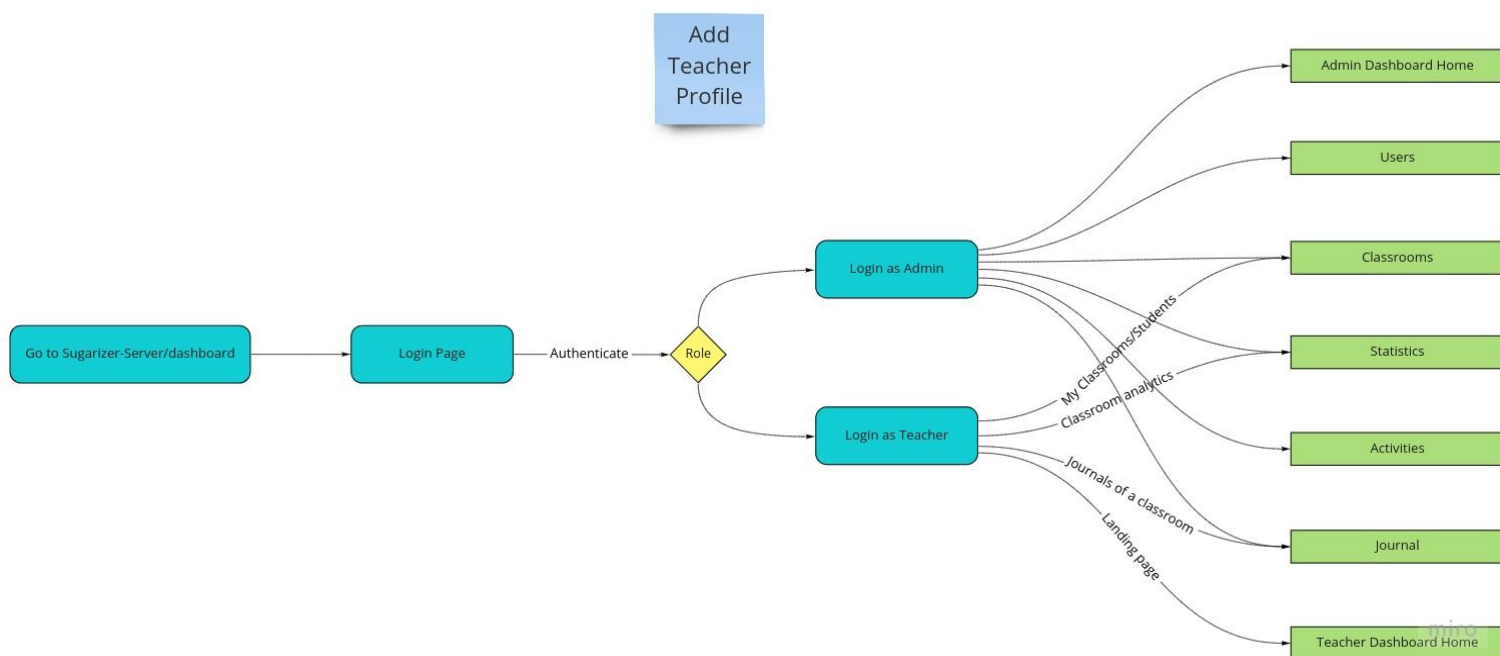 Add
Teacher
Profile
Admin Dashboard Home
Users
Login as Admin
Classrooms
My Classrooms/Students
Go to Sugarizer-Server/dashboard
Login Page
Authenticate
Role
Statistics
Classroom analytics
Login as Teacher
Activities
Journals of a classroom
Journal
Landing page
Teacher Dashboard Home
miro